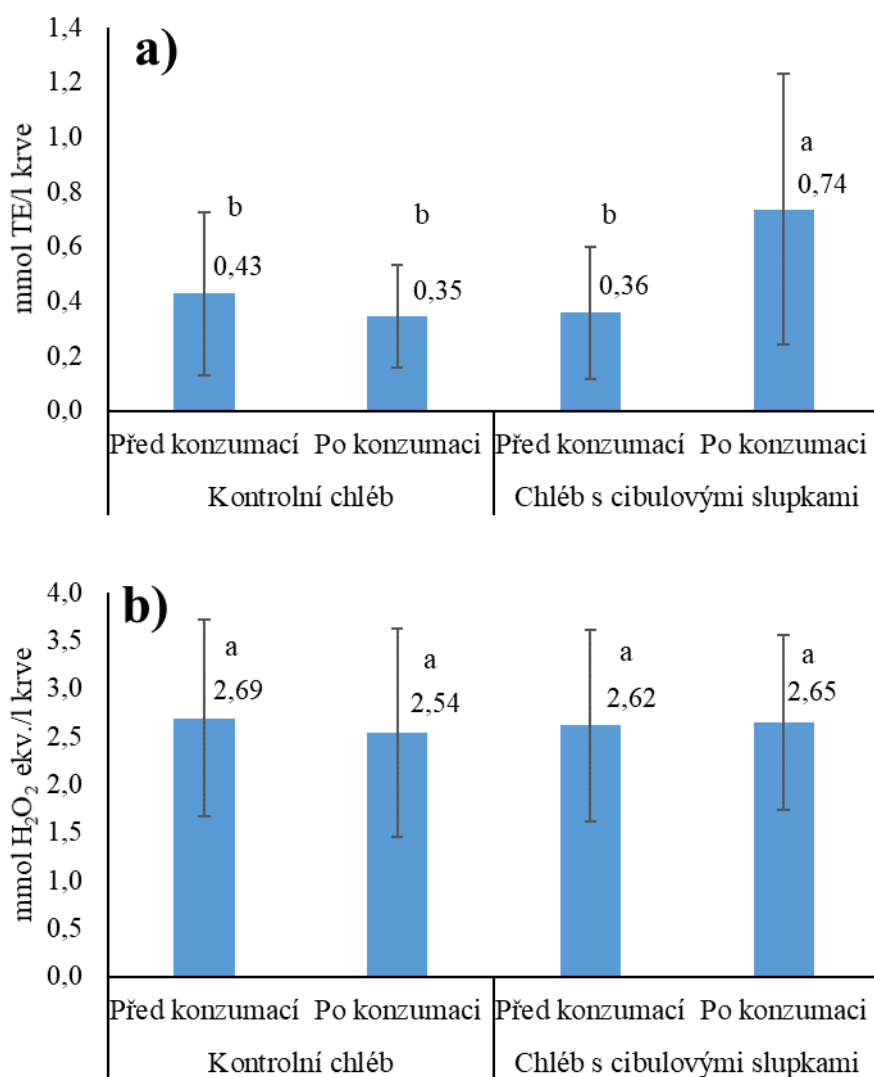 a)
mmol TE/l krve
1,4
1,2
1,0
0,8
0,6
0,4
0,2
0,0
b
0,43
b
0,35
b
0,36
a
0,74
Před konzumací Po konzumaci Před konzumací Po konzumaci
Kontrolní chléb Chléb s cibulovými slupkami
b)
mmol H₂O₂ ekv./l krve
4,0
3,5
3,0
2,5
2,0
1,5
1,0
0,5
0,0
a
2,69
a
2,54
a
2,62
a
2,65
Před konzumací Po konzumaci Před konzumací Po konzumaci
Kontrolní chléb Chléb s cibulovými slupkami